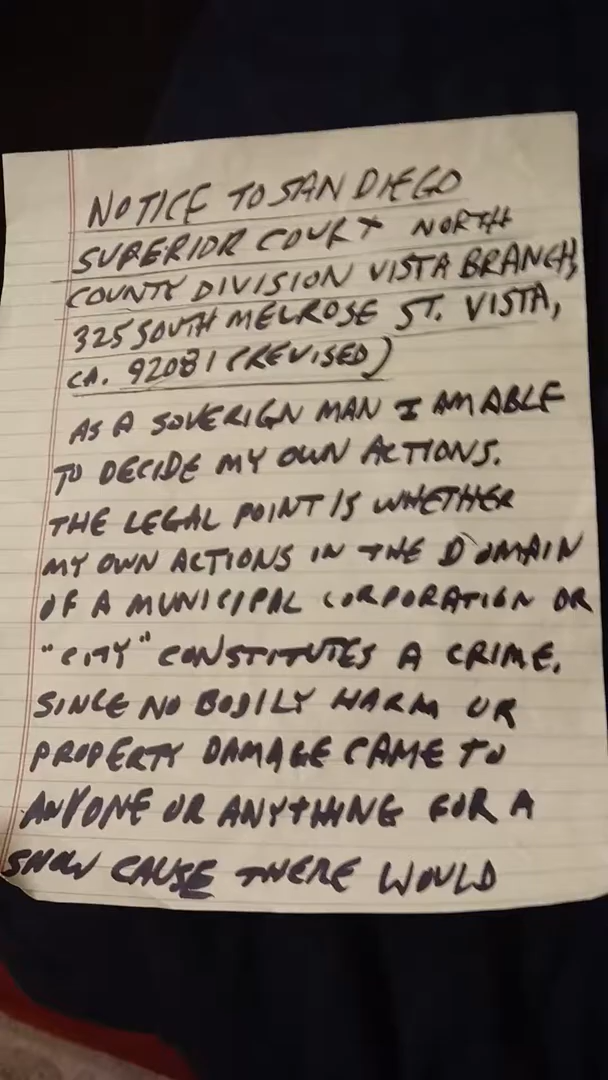 NOTICE TO SAN DIEGO
SUPERIOR COURT NORTH
COUNTY DIVISION VISTA BRANCH,
325 SOUTH MELROSE ST. VISTA,
CA. 92081 (REVISED)
AS A SOVERIGN MAN I AM ABLE
TO DECIDE MY OWN ACTIONS.
THE LEGAL POINT IS WHETHER
MY OWN ACTIONS IN THE DOMAIN
OF A MUNICIPAL CORPORATION OR
"CITY" CONSTITUTES A CRIME.
SINCE NO BODILY HARM OR
PROPERTY DAMAGE CAME TO
ANYONE OR ANYTHING FOR A
SHOW CAUSE THERE WOULD